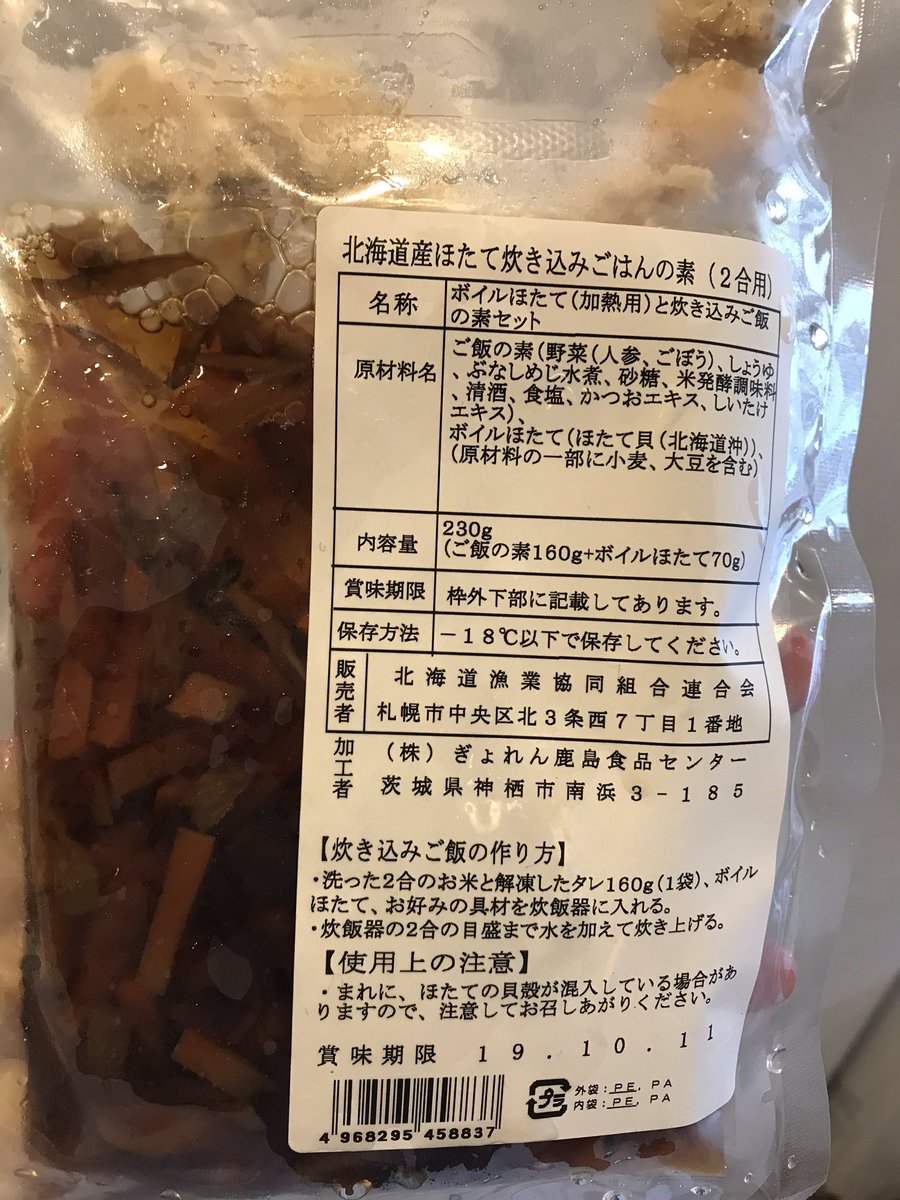 北海道産ほたて炊き込みごはんの素（2合用）
名称
ボイルほたて（加熱用）と炊き込みご飯
の素セット
原材料名
ご飯の素（野菜（人参、ごぼう）、しょうゆ
、ぶなしめじ水煮、砂糖、米発酵調味料
、清酒、食塩、かつおエキス、しいたけ
エキス）、
ボイルほたて（ほたて貝（北海道沖））、
（原材料の一部に小麦、大豆を含む）
内容量
230g
（ご飯の素160g+ボイルほたて70g）
賞味期限
枠外下部に記載してあります。
保存方法
－18℃以下で保存してください。
販売者
北海道漁業協同組合連合会
札幌市中央区北3条西7丁目1番地
加工者
（株）ぎょれん鹿島食品センター
茨城県神栖市南浜3-185
【炊き込みご飯の作り方】
・洗った2合のお米と解凍したタレ160g（1袋）、ボイル
ほたて、お好みの具材を炊飯器に入れる。
・炊飯器の2合の目盛まで水を加えて炊き上げる。
【使用上の注意】
・まれに、ほたての貝殻が混入している場合があ
りますので、注意してお召しあがりください。
賞味期限 19.10.11
プラ
外袋：PE, PA
内袋：PE, PA
4 968295 458837